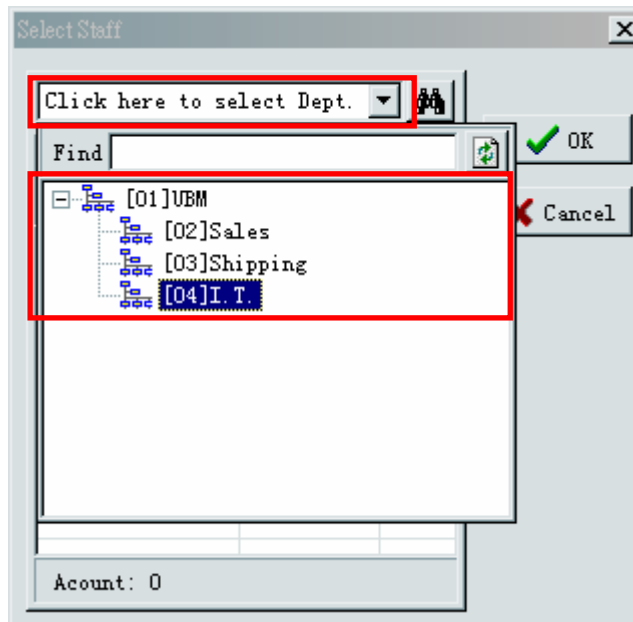 Select Staff
Click here to select Dept.
Find
OK
[01]UBM
Cancel
[02]Sales
[03]Shipping
[04]I.T.
Acount: 0